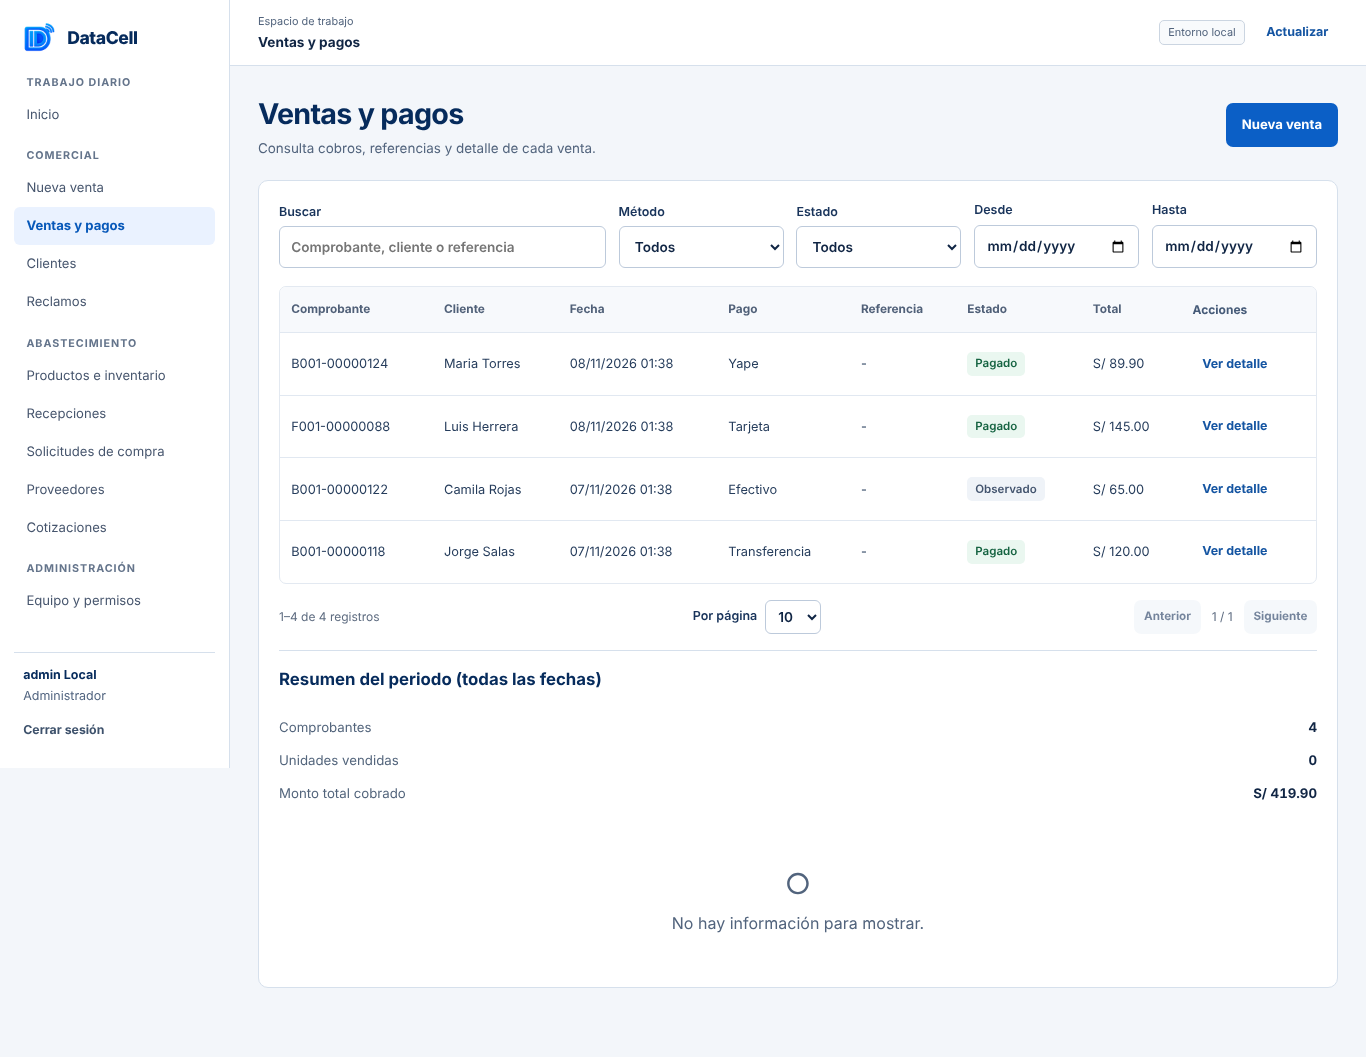 DataCell
TRABAJO DIARIO
Inicio
COMERCIAL
Nueva venta
Ventas y pagos
Clientes
Reclamos
ABASTECIMIENTO
Productos e inventario
Recepciones
Solicitudes de compra
Proveedores
Cotizaciones
ADMINISTRACIÓN
Equipo y permisos
admin Local
Administrador
Cerrar sesión
Espacio de trabajo
Ventas y pagos
Entorno local
Actualizar
Ventas y pagos
Consulta cobros, referencias y detalle de cada venta.
Nueva venta
Buscar Método Estado Desde Hasta
Comprobante, cliente o referencia Todos Todos mm/dd/yyyy mm/dd/yyyy
Comprobante Cliente Fecha Pago Referencia Estado Total Acciones
B001-00000124 Maria Torres 08/11/2026 01:38 Yape - Pagado S/ 89.90 Ver detalle
F001-00000088 Luis Herrera 08/11/2026 01:38 Tarjeta - Pagado S/ 145.00 Ver detalle
B001-00000122 Camila Rojas 07/11/2026 01:38 Efectivo - Observado S/ 65.00 Ver detalle
B001-00000118 Jorge Salas 07/11/2026 01:38 Transferencia - Pagado S/ 120.00 Ver detalle
1–4 de 4 registros Por página 10 Anterior 1 / 1 Siguiente
Resumen del periodo (todas las fechas)
Comprobantes 4
Unidades vendidas 0
Monto total cobrado S/ 419.90
No hay información para mostrar.